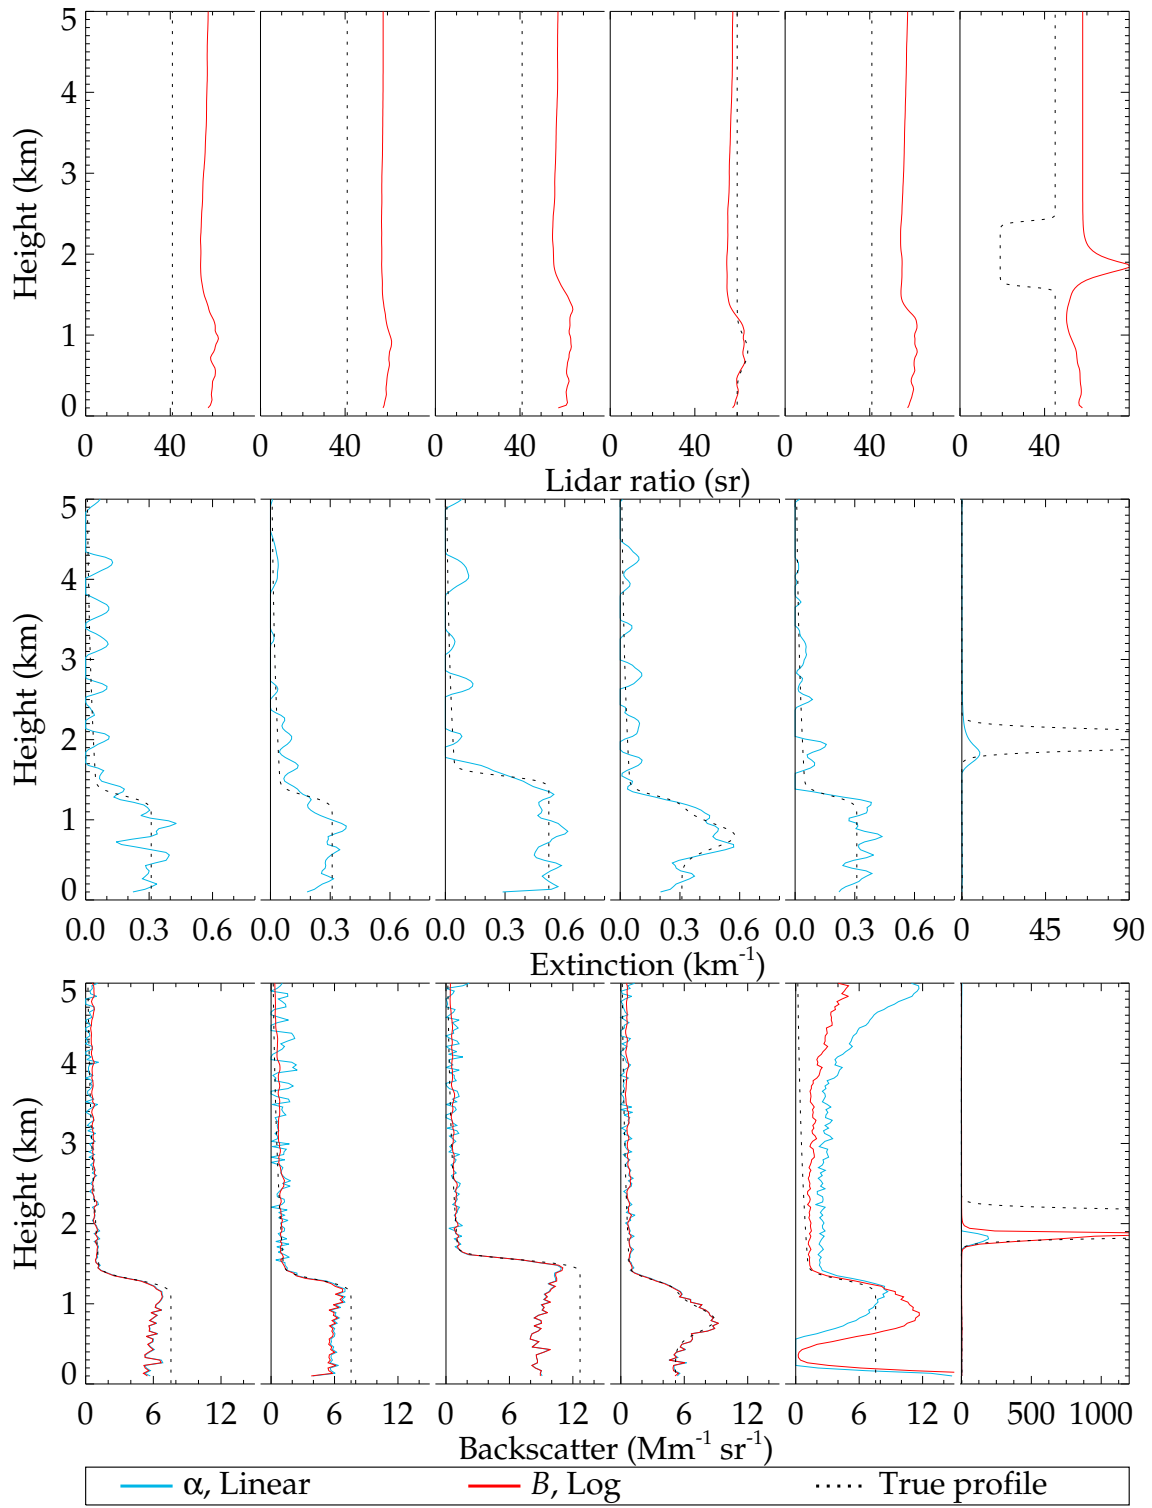 5
4
3
2
1
0
Height (km)
0 40 0 40 0 40 0 40 0 40 0 40
Lidar ratio (sr)
5
4
3
2
1
0
Height (km)
0.0 0.3 0.6 0.0 0.3 0.6 0.0 0.3 0.6 0.0 0.3 0.6 0.0 0.3 0.6 0 45 90
Extinction (km⁻¹)
5
4
3
2
1
0
Height (km)
0 6 12 0 6 12 0 6 12 0 6 12 0 6 12 0 500 1000
Backscatter (Mm⁻¹ sr⁻¹)
α, Linear B, Log True profile